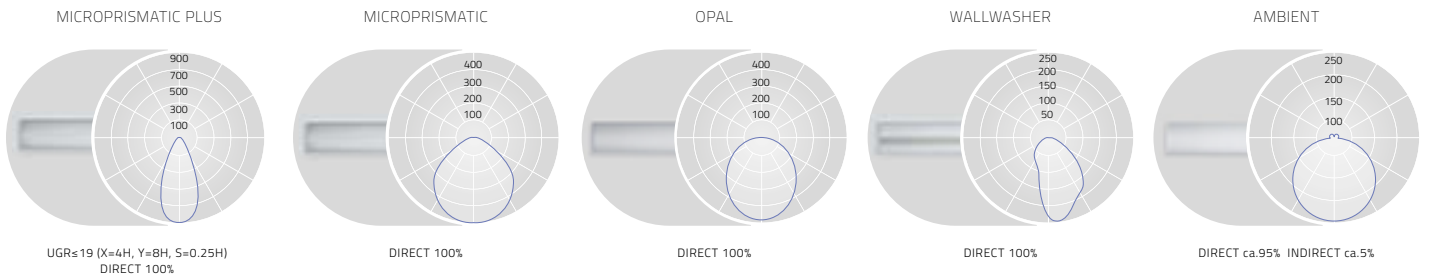 MICROPRISMATIC PLUS
900
700
500
300
100
UGR≤19 (X=4H, Y=8H, S=0.25H)
DIRECT 100%
MICROPRISMATIC
400
300
200
100
DIRECT 100%
OPAL
400
300
200
100
DIRECT 100%
WALLWASHER
250
200
150
100
50
DIRECT 100%
AMBIENT
250
200
150
100
DIRECT ca.95% INDIRECT ca.5%